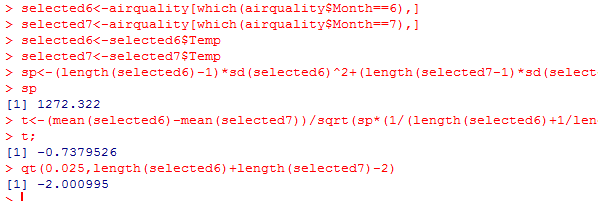 > selected6<-airquality[which(airquality$Month==6),]
> selected7<-airquality[which(airquality$Month==7),]
> selected6<-selected6$Temp
> selected7<-selected7$Temp
> sp<-(length(selected6)-1)*sd(selected6)^2+(length(selected7-1)*sd(select
> sp
[1] 1272.322
> t<-(mean(selected6)-mean(selected7))/sqrt(sp*(1/(length(selected6)+1/len
> t;
[1] -0.7379526
> qt(0.025,length(selected6)+length(selected7)-2)
[1] -2.000995
>